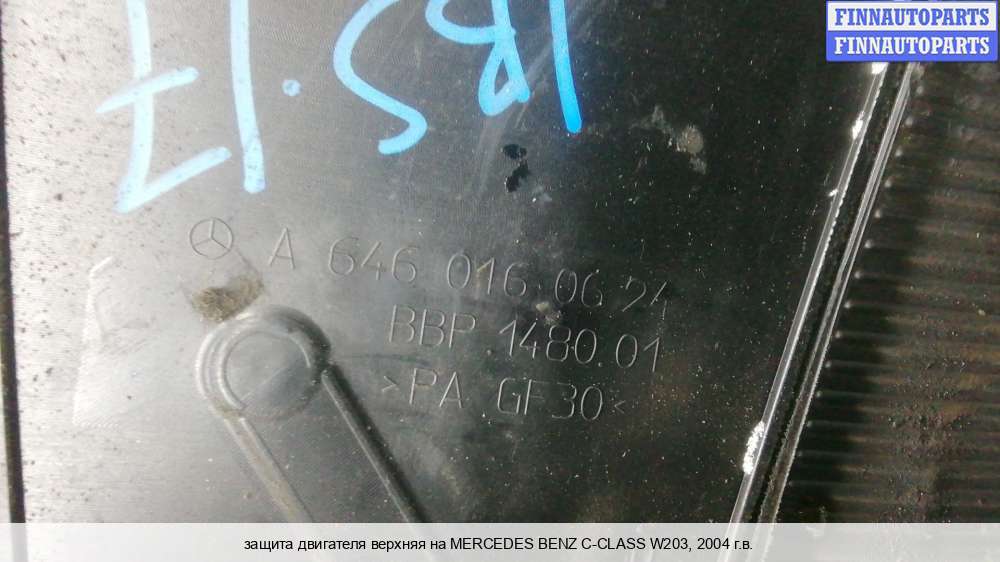 FINNAUTOPARTS
FINNAUTOPARTS
A 646 016 06 24
BBP 1480.01
>PA GF30<
защита двигателя верхняя на MERCEDES BENZ C-CLASS W203, 2004 г.в.